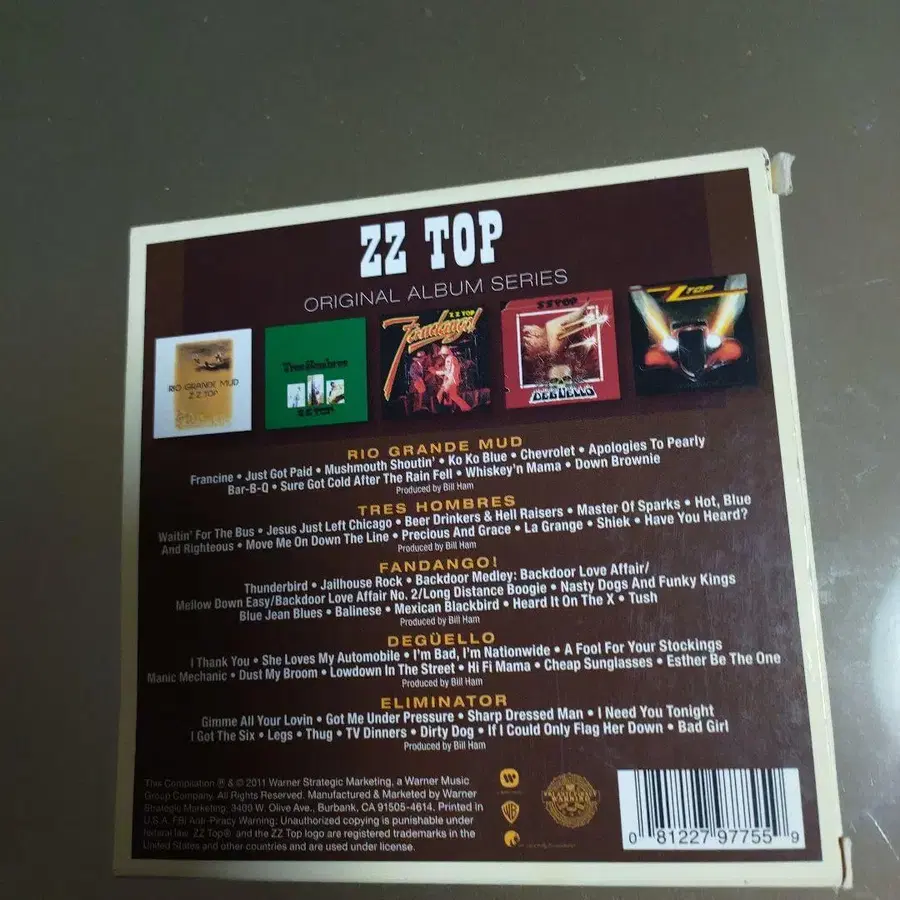 ZZ TOP
ORIGINAL ALBUM SERIES
RIO GRANDE MUD
ZZ TOP
Tres Hombres
ZZ TOP
ZZ TOP
Fandango!
ZZ TOP
DEGÜELLO
ZZ TOP
RIO GRANDE MUD
Francine • Just Got Paid • Mushmouth Shoutin' • Ko Ko Blue • Chevrolet • Apologies To Pearly
Bar-B-Q • Sure Got Cold After The Rain Fell • Whiskey'n Mama • Down Brownie
Produced by Bill Ham
TRES HOMBRES
Waitin' For The Bus • Jesus Just Left Chicago • Beer Drinkers & Hell Raisers • Master Of Sparks • Hot, Blue
And Righteous • Move Me On Down The Line • Precious And Grace • La Grange • Shiek • Have You Heard?
Produced by Bill Ham
FANDANGO!
Thunderbird • Jailhouse Rock • Backdoor Medley: Backdoor Love Affair/
Mellow Down Easy/Backdoor Love Affair No. 2/Long Distance Boogie • Nasty Dogs And Funky Kings
Blue Jean Blues • Balinese • Mexican Blackbird • Heard It On The X • Tush
Produced by Bill Ham
DEGÜELLO
I Thank You • She Loves My Automobile • I'm Bad, I'm Nationwide • A Fool For Your Stockings
Manic Mechanic • Dust My Broom • Lowdown In The Street • Hi Fi Mama • Cheap Sunglasses • Esther Be The One
Produced by Bill Ham
ELIMINATOR
Gimme All Your Lovin • Got Me Under Pressure • Sharp Dressed Man • I Need You Tonight
I Got The Six • Legs • Thug • TV Dinners • Dirty Dog • If I Could Only Flag Her Down • Bad Girl
Produced by Bill Ham
This Compilation ℗ & © 2011 Warner Strategic Marketing, a Warner Music
Group Company. All Rights Reserved. Manufactured & Marketed by Warner
Strategic Marketing, 3400 W. Olive Ave., Burbank, CA 91505-4614. Printed in
U.S.A. FBI Anti-Piracy Warning: Unauthorized copying is punishable under
federal law. ZZ Top® and the ZZ Top logo are registered trademarks in the
United States and other countries and are used under license.
0 81227 97755 9